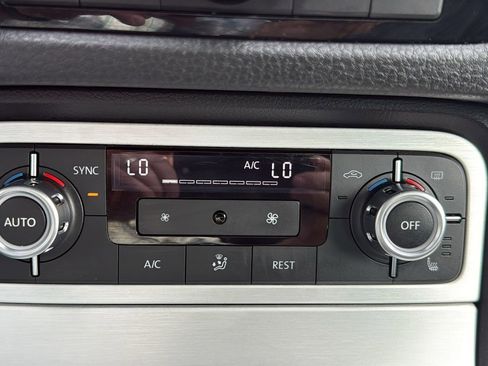 SYNC
LO A/C LO
AUTO
OFF
A/C
REST